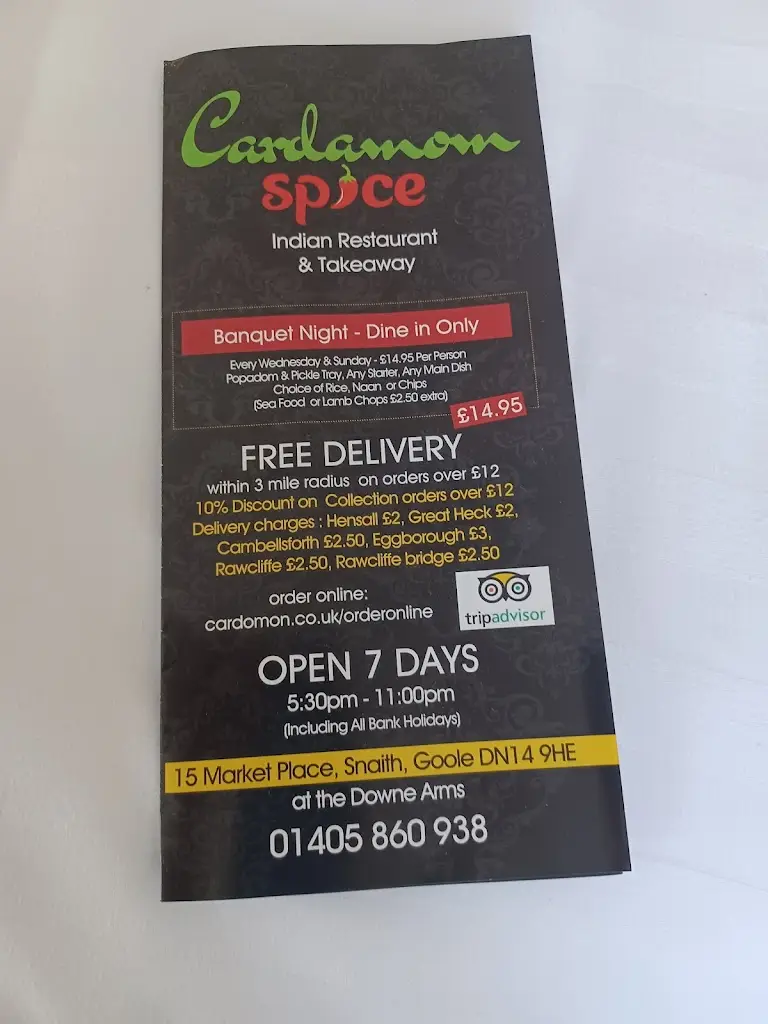 Cardamom
spice
Indian Restaurant
& Takeaway
Banquet Night - Dine in Only
Every Wednesday & Sunday - £14.95 Per Person
Popadom & Pickle Tray, Any Starter, Any Main Dish
Choice of Rice, Naan or Chips
(Sea Food or Lamb Chops £2.50 extra)
£14.95
FREE DELIVERY
within 3 mile radius on orders over £12
10% Discount on Collection orders over £12
Delivery charges : Hensall £2, Great Heck £2,
Cambellsforth £2.50, Eggborough £3,
Rawcliffe £2.50, Rawcliffe bridge £2.50
order online:
cardomon.co.uk/orderonline
tripadvisor
OPEN 7 DAYS
5:30pm - 11:00pm
(Including All Bank Holidays)
15 Market Place, Snaith, Goole DN14 9HE
at the Downe Arms
01405 860 938